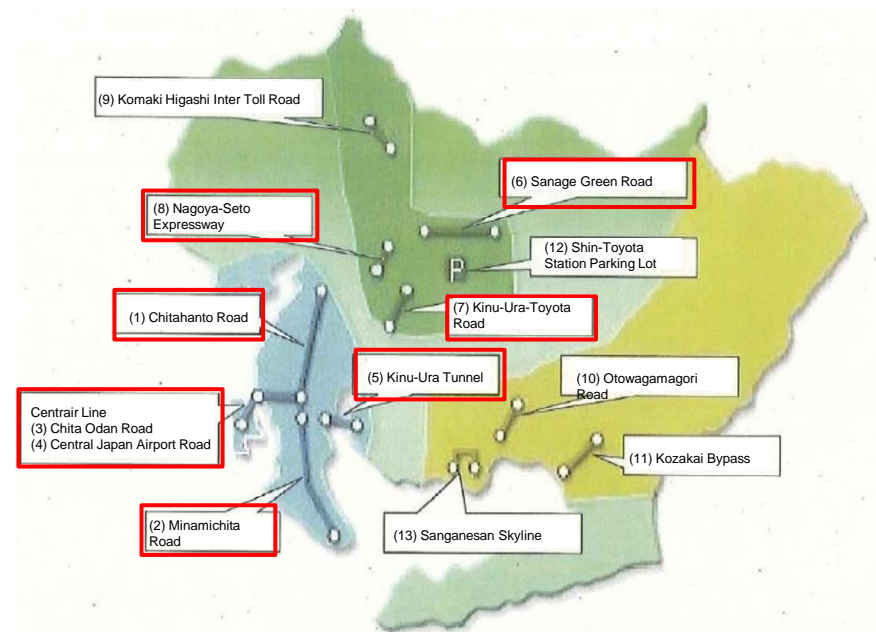 (9) Komaki Higashi Inter Toll Road
(6) Sanage Green Road
(8) Nagoya-Seto
Expressway
(12) Shin-Toyota
Station Parking Lot
P
(1) Chitahanto Road
(7) Kinu-Ura-Toyota
Road
(5) Kinu-Ura Tunnel
(10) Otowagamagori
Road
Centrair Line
(3) Chita Odan Road
(4) Central Japan Airport Road
(11) Kozakai Bypass
(2) Minamichita
Road
(13) Sanganesan Skyline